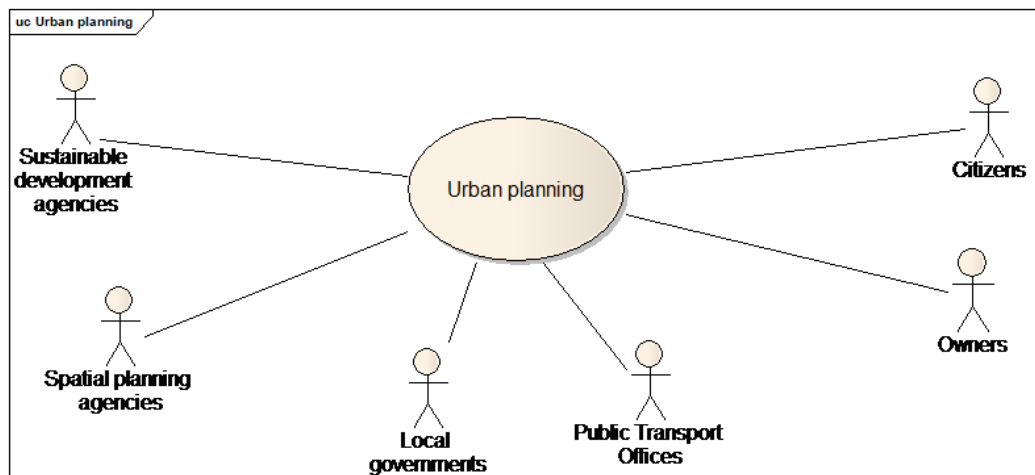 uc Urban planning
Sustainable
development
agencies
Urban planning
Citizens
Spatial planning
agencies
Local
governments
Public Transport
Offices
Owners